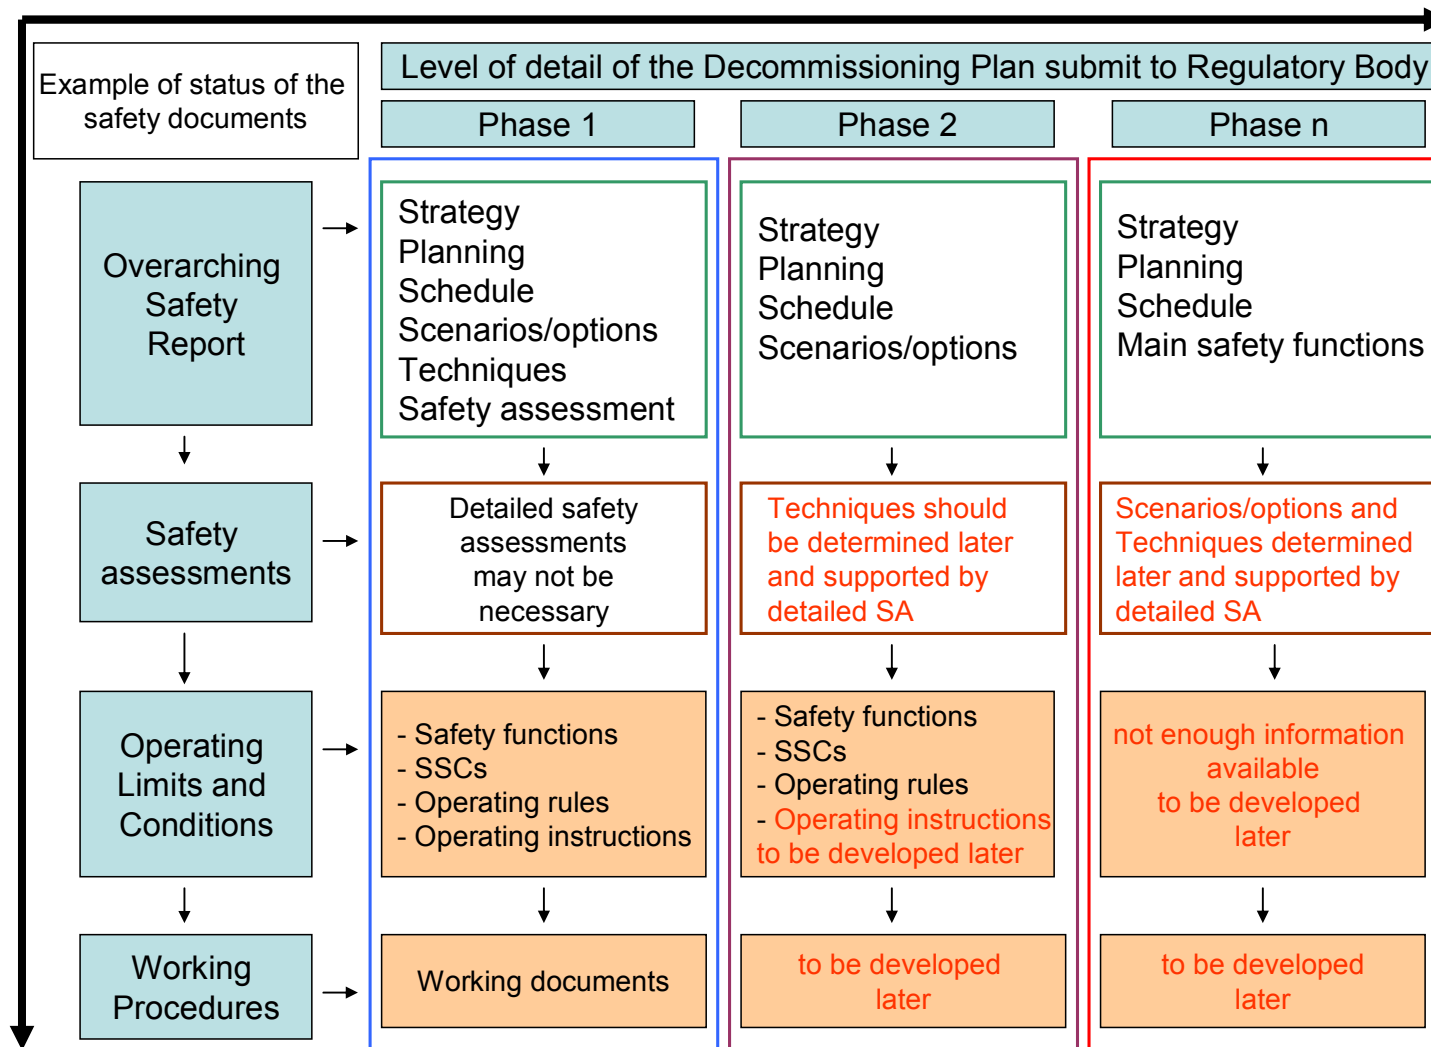 Example of status of the
safety documents
Level of detail of the Decommissioning Plan submit to Regulatory Body
Phase 1
Phase 2
Phase n
Overarching
Safety
Report
Strategy
Planning
Schedule
Scenarios/options
Techniques
Safety assessment
Strategy
Planning
Schedule
Scenarios/options
Strategy
Planning
Schedule
Main safety functions
Safety
assessments
Detailed safety
assessments
may not be
necessary
Techniques should
be determined later
and supported by
detailed SA
Scenarios/options and
Techniques determined
later and supported by
detailed SA
Operating
Limits and
Conditions
- Safety functions
- SSCs
- Operating rules
- Operating instructions
- Safety functions
- SSCs
- Operating rules
- Operating instructions
to be developed later
not enough information
available
to be developed
later
Working
Procedures
Working documents
to be developed
later
to be developed
later